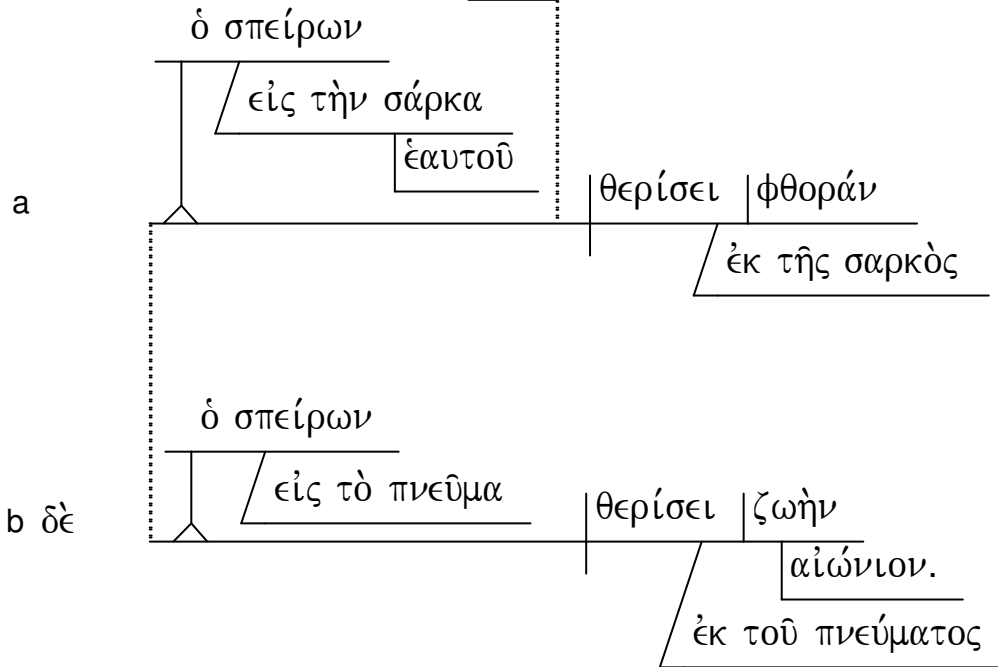 ὁ σπείρων
εἰς τὴν σάρκα
ἑαυτοῦ
a
θερίσει φθοράν
ἐκ τῆς σαρκὸς
ὁ σπείρων
εἰς τὸ πνεῦμα
b δὲ
θερίσει ζωὴν
αἰώνιον.
ἐκ τοῦ πνεύματος